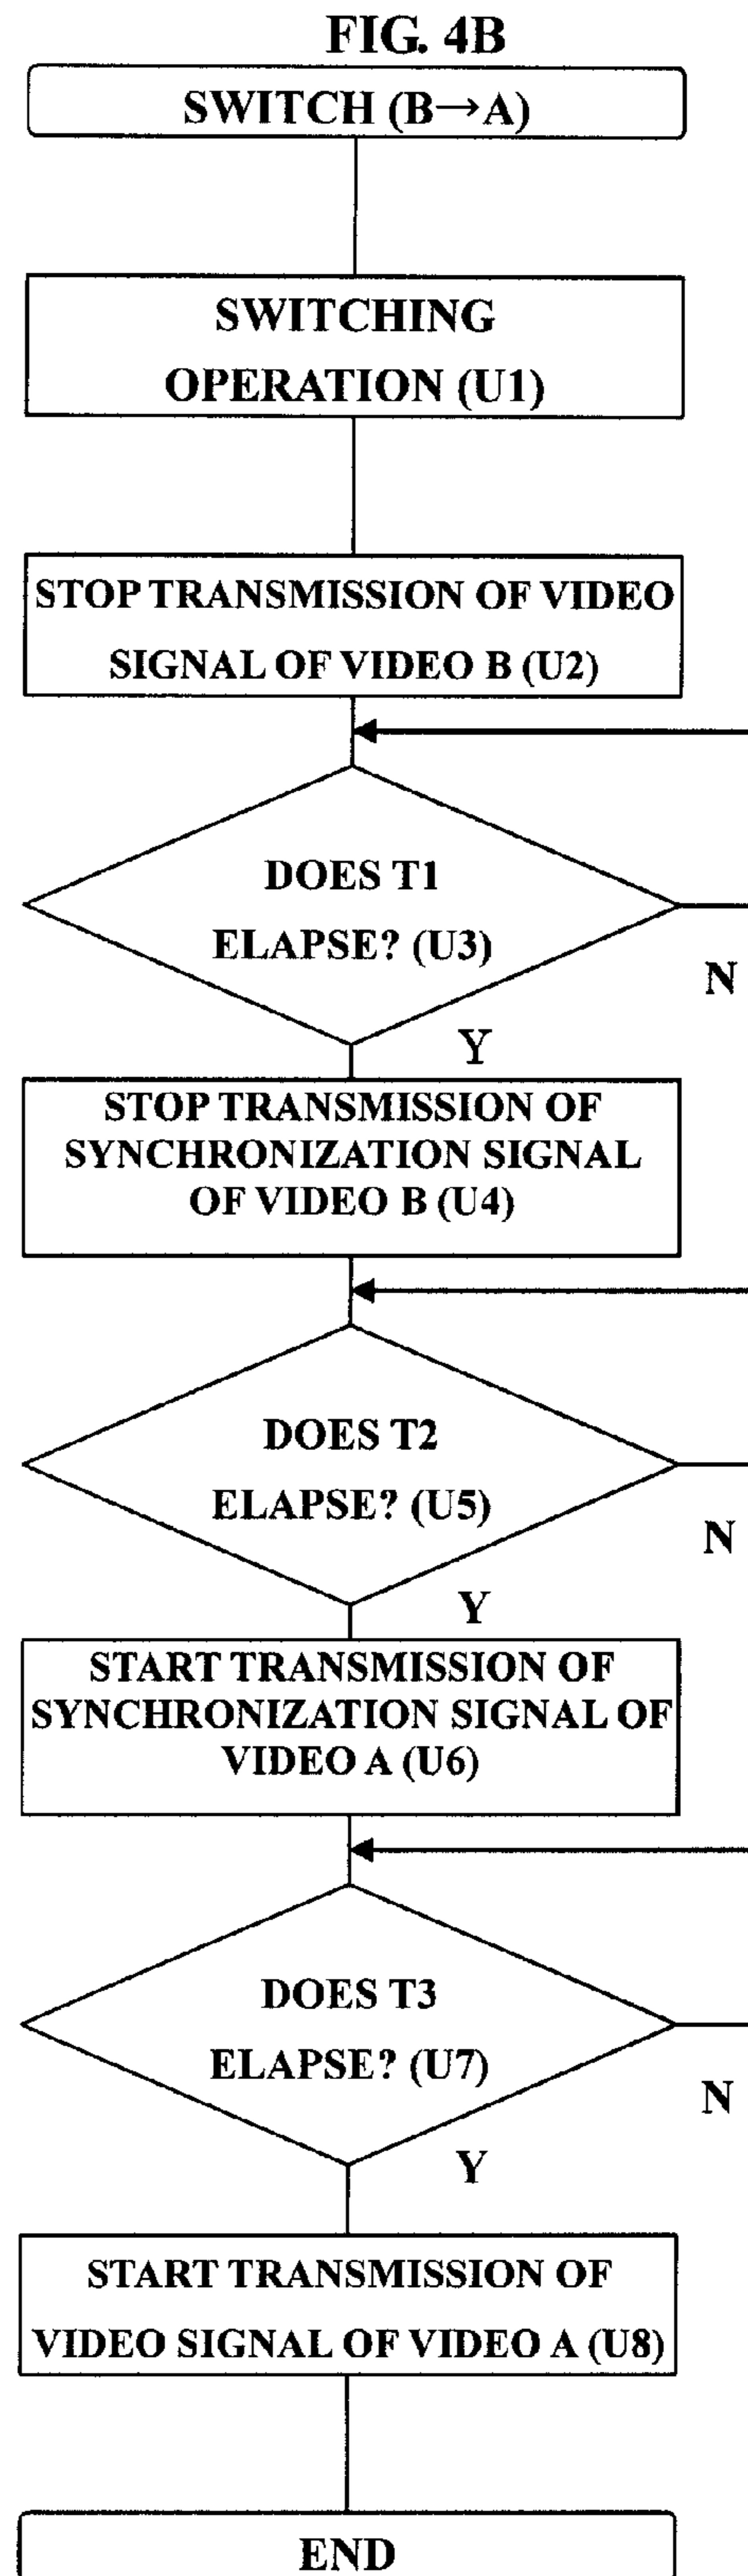 FIG. 4B
SWITCH (B→A)
SWITCHING
OPERATION (U1)
STOP TRANSMISSION OF VIDEO
SIGNAL OF VIDEO B (U2)
DOES T1
ELAPSE? (U3)
N
Y
STOP TRANSMISSION OF
SYNCHRONIZATION SIGNAL
OF VIDEO B (U4)
DOES T2
ELAPSE? (U5)
N
Y
START TRANSMISSION OF
SYNCHRONIZATION SIGNAL OF
VIDEO A (U6)
DOES T3
ELAPSE? (U7)
N
Y
START TRANSMISSION OF
VIDEO SIGNAL OF VIDEO A (U8)
END